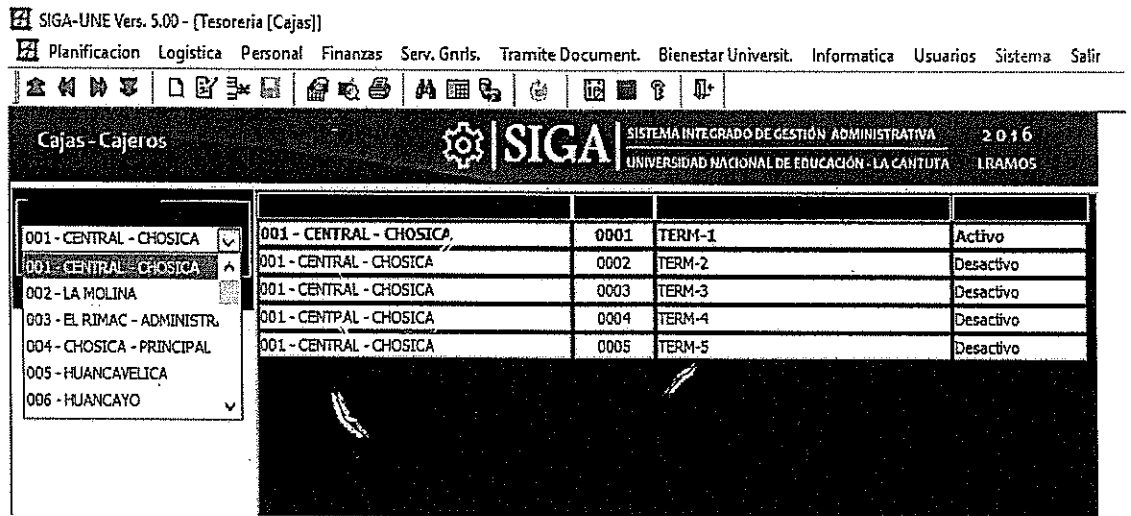 SIGA-UNE Vers. 5.00 - [Tesoreria [Cajas]]
Planificacion Logistica Personal Finanzas Serv. Gnrls. Tramite Document. Bienestar Universit. Informatica Usuarios Sistema Salir
Cajas - Cajeros
SIGA
SISTEMA INTEGRADO DE GESTIÓN ADMINISTRATIVA 2016
UNIVERSIDAD NACIONAL DE EDUCACIÓN - LA CANTUTA LRAMOS
001 - CENTRAL - CHOSICA
001 - CENTRAL - CHOSICA
002 - LA MOLINA
003 - EL RIMAC - ADMINISTR
004 - CHOSICA - PRINCIPAL
005 - HUANCAVELICA
006 - HUANCAYO
001 - CENTRAL - CHOSICA 0001 TERM-1 Activo
001 - CENTRAL - CHOSICA 0002 TERM-2 Desactivo
001 - CENTRAL - CHOSICA 0003 TERM-3 Desactivo
001 - CENTRAL - CHOSICA 0004 TERM-4 Desactivo
001 - CENTRAL - CHOSICA 0005 TERM-5 Desactivo